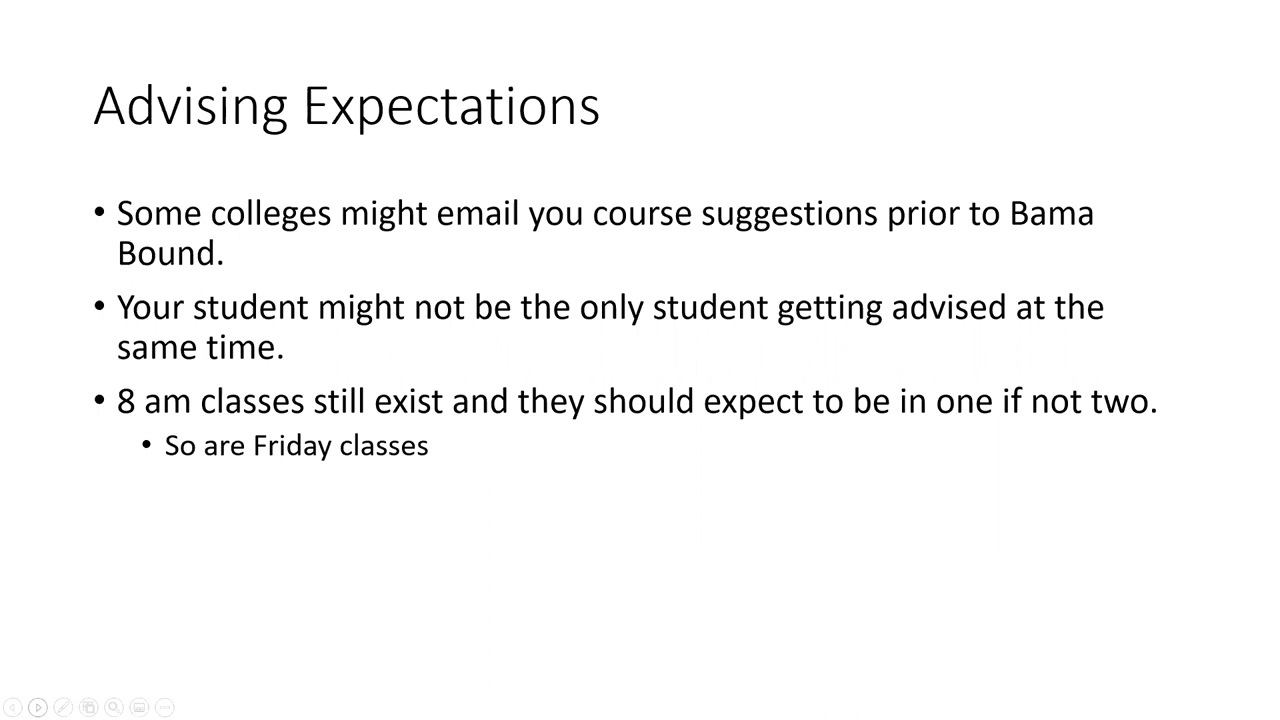 Advising Expectations
• Some colleges might email you course suggestions prior to Bama
Bound.
• Your student might not be the only student getting advised at the
same time.
• 8 am classes still exist and they should expect to be in one if not two.
• So are Friday classes